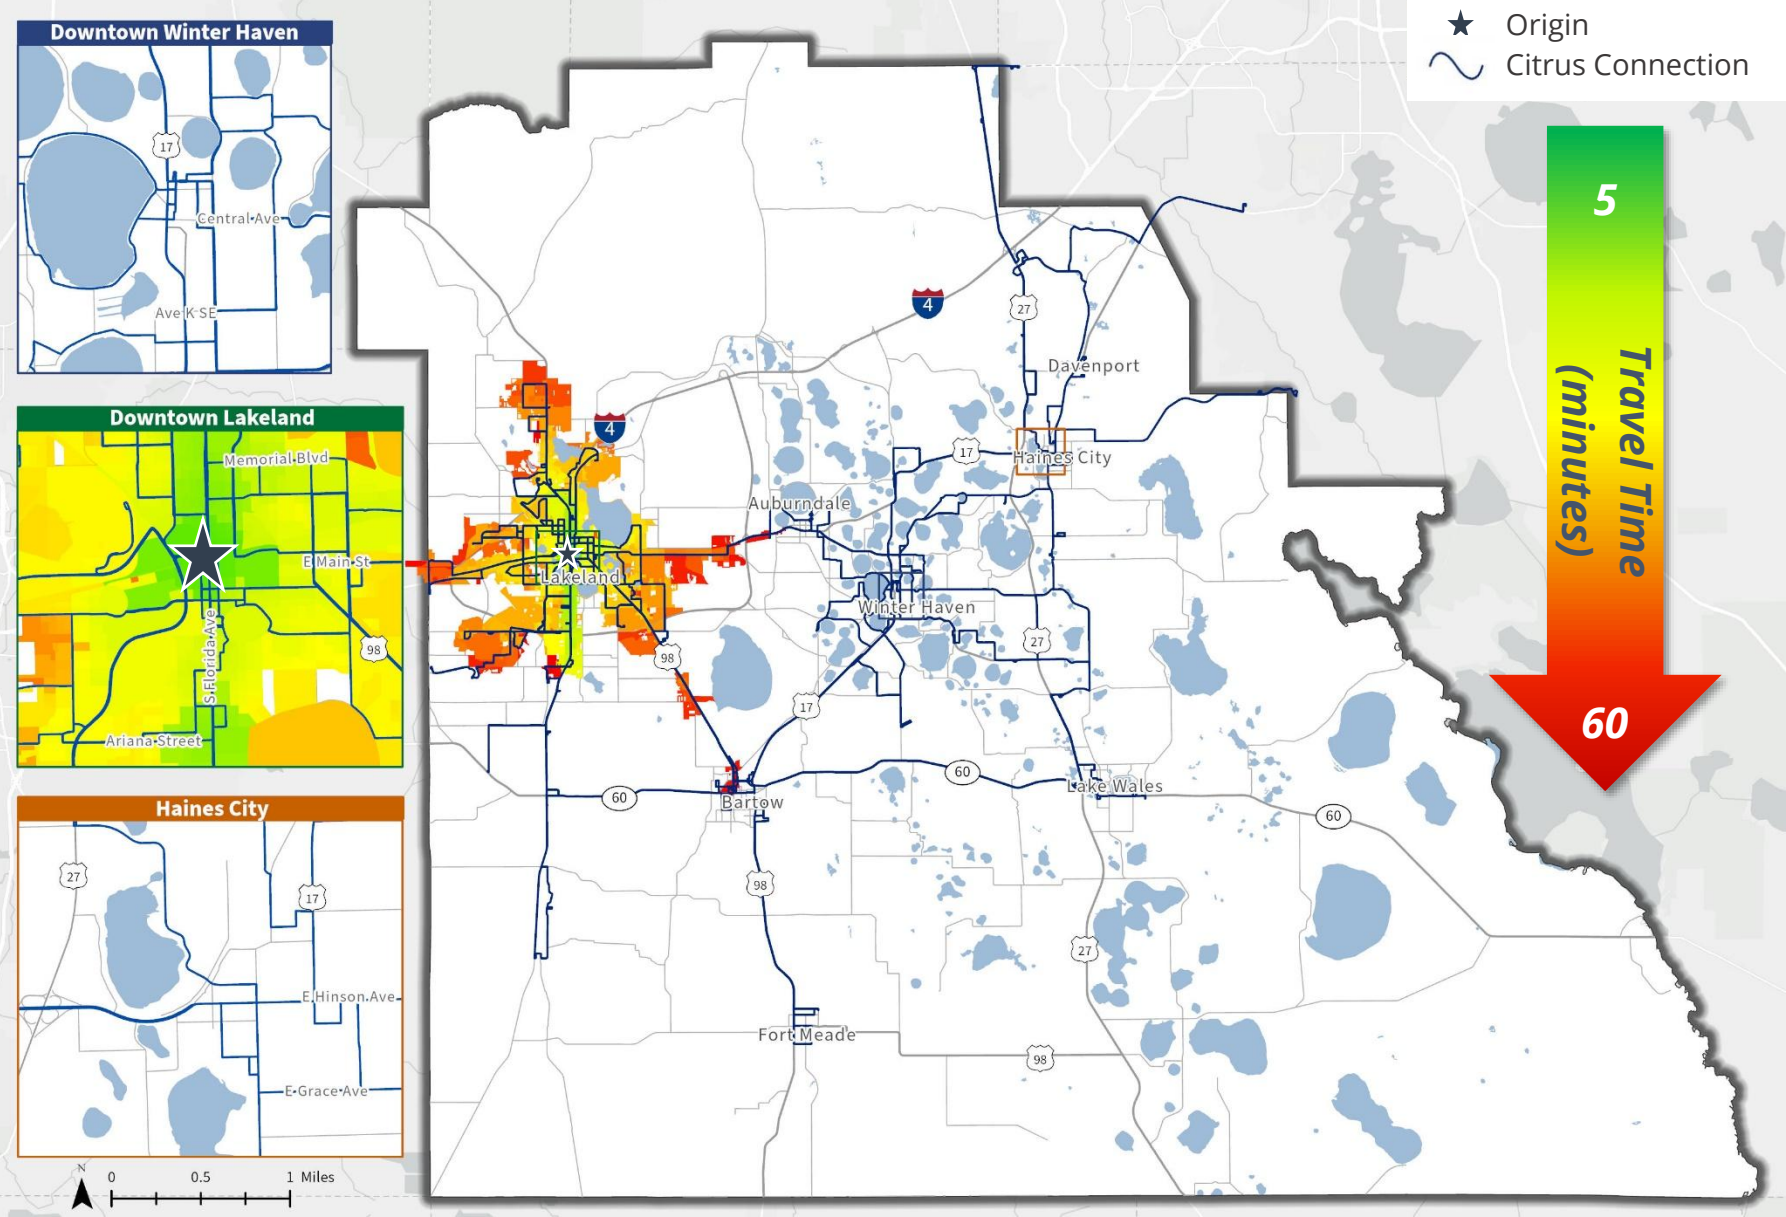 Downtown Winter Haven
17
Central Ave
Ave K SE
Downtown Lakeland
Memorial Blvd
E Main St
S Florida Ave
98
Ariana Street
Haines City
27
17
E Hinson Ave
E Grace Ave
N
0 0.5 1 Miles
Origin
Citrus Connection
5
Travel Time
(minutes)
60
4
27
Davenport
4
17
Haines City
Auburndale
Lakeland
Winter Haven
27
98
17
60
Lake Wales
60
Bartow
60
98
27
Fort Meade
98